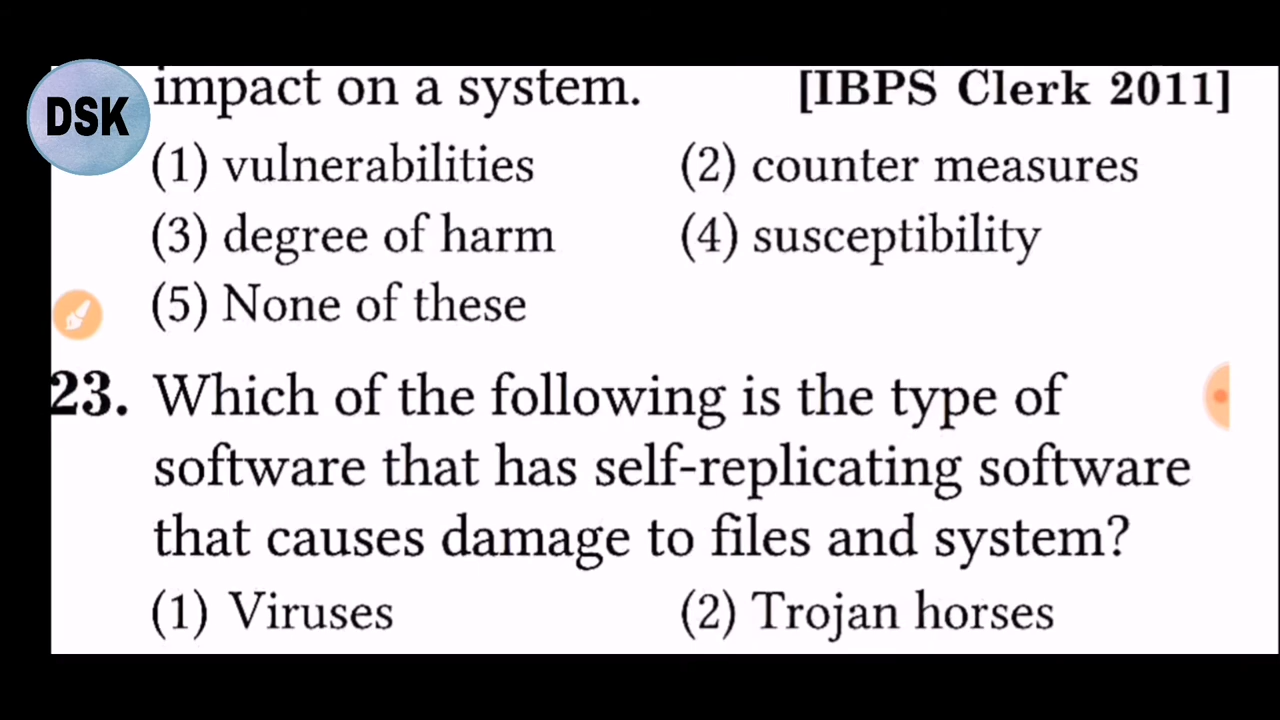 DSK
impact on a system. [IBPS Clerk 2011]
(1) vulnerabilities (2) counter measures
(3) degree of harm (4) susceptibility
(5) None of these
23. Which of the following is the type of
software that has self-replicating software
that causes damage to files and system?
(1) Viruses (2) Trojan horses